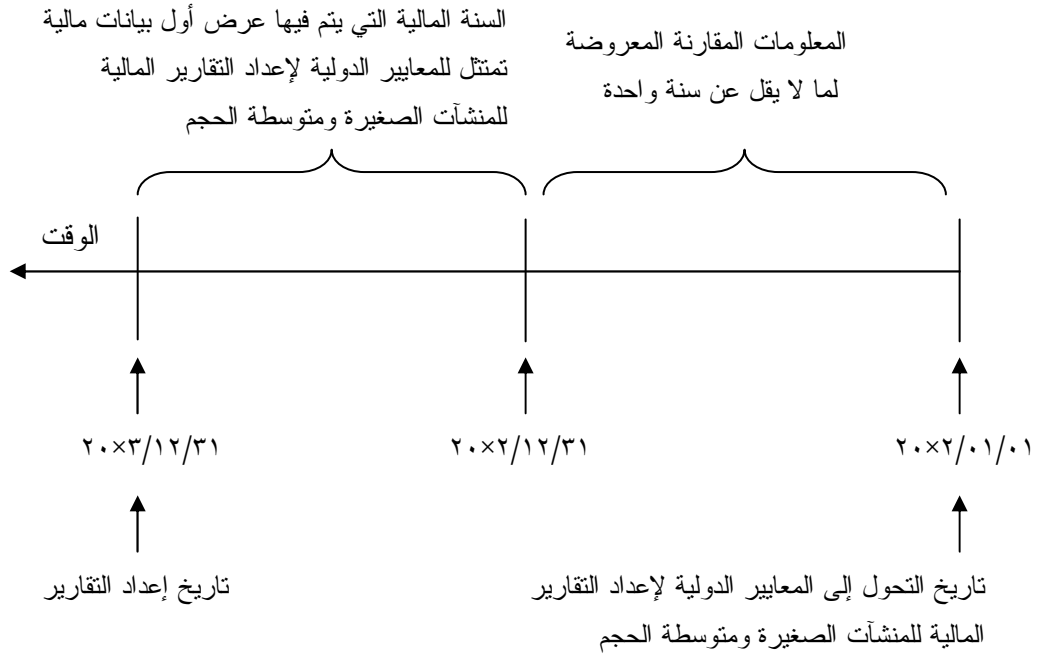 المعلومات المقارنة المعروضة
لما لا يقل عن سنة واحدة
السنة المالية التي يتم فيها عرض أول بيانات مالية
تمتثل للمعايير الدولية لإعداد التقارير المالية
للمنشآت الصغيرة ومتوسطة الحجم
الوقت
٢٠×٢/٠١/٠١
٢٠×٢/١٢/٣١
٢٠×٣/١٢/٣١
تاريخ التحول إلى المعايير الدولية لإعداد التقارير
المالية للمنشآت الصغيرة ومتوسطة الحجم
تاريخ إعداد التقارير